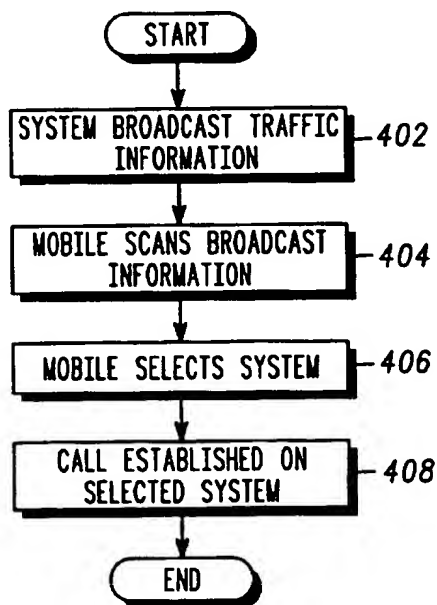 START
SYSTEM BROADCAST TRAFFIC
INFORMATION
402
MOBILE SCANS BROADCAST
INFORMATION
404
MOBILE SELECTS SYSTEM
406
CALL ESTABLISHED ON
SELECTED SYSTEM
408
END